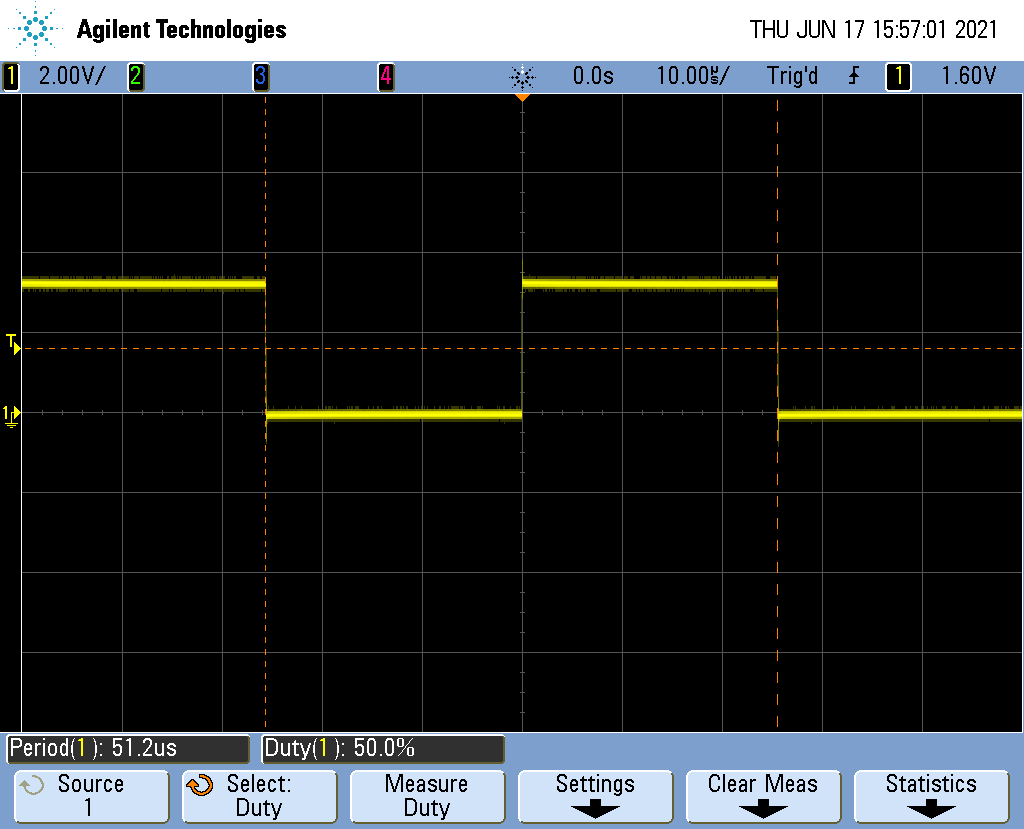 Agilent Technologies
THU JUN 17 15:57:01 2021
1 2.00V/ 2 3 4 0.0s 10.00us/ Trig'd 1 1.60V
T
1
Period(1): 51.2us Duty(1): 50.0%
Source Select: Measure Settings Clear Meas Statistics
1 Duty Duty